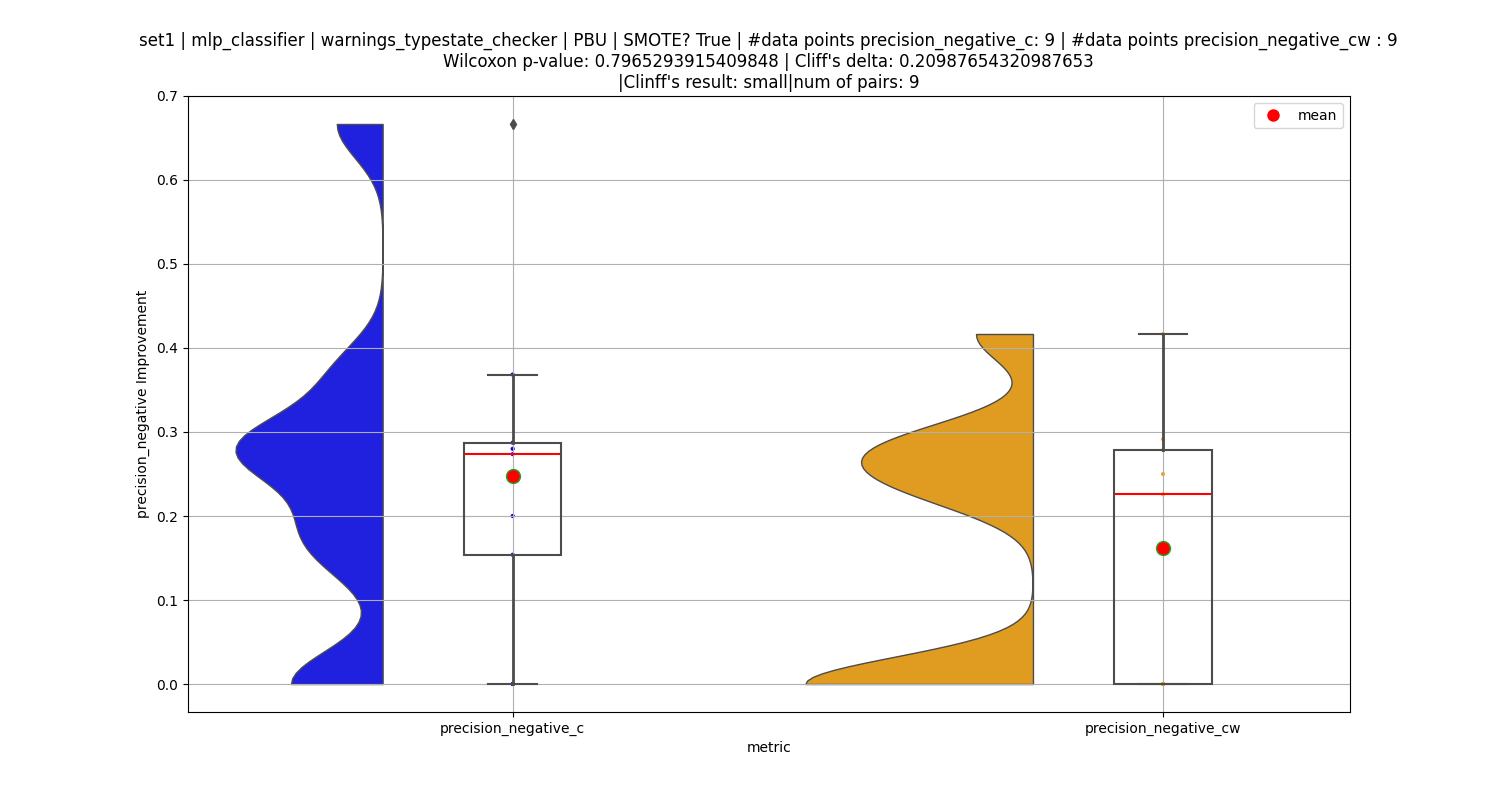 set1 | mlp_classifier | warnings_typestate_checker | PBU | SMOTE? True | #data points precision_negative_c: 9 | #data points precision_negative_cw : 9
Wilcoxon p-value: 0.7965293915409848 | Cliff's delta: 0.20987654320987653
|Clinff's result: small|num of pairs: 9
mean
0.7
0.6
0.5
0.4
0.3
0.2
0.1
0.0
precision_negative Improvement
precision_negative_c
precision_negative_cw
metric